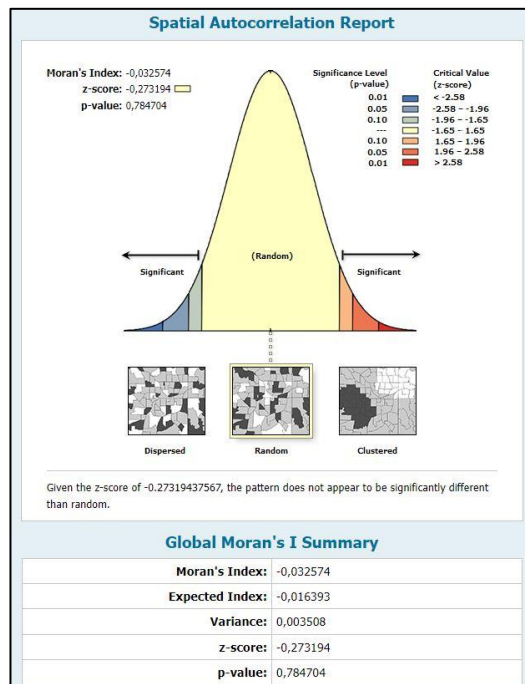 Spatial Autocorrelation Report
Moran's Index: -0,032574
z-score: -0,273194
p-value: 0,784704
Significance Level
(p-value)
Critical Value
(z-score)
0.01 < -2.58
0.05 -2.58 – -1.96
0.10 -1.96 – -1.65
--- -1.65 – 1.65
0.10 1.65 – 1.96
0.05 1.96 – 2.58
0.01 > 2.58
Significant
(Random)
Significant
Dispersed
Random
Clustered
Given the z-score of -0.27319437567, the pattern does not appear to be significantly different
than random.
Global Moran's I Summary
Moran's Index: -0,032574
Expected Index: -0,016393
Variance: 0,003508
z-score: -0,273194
p-value: 0,784704